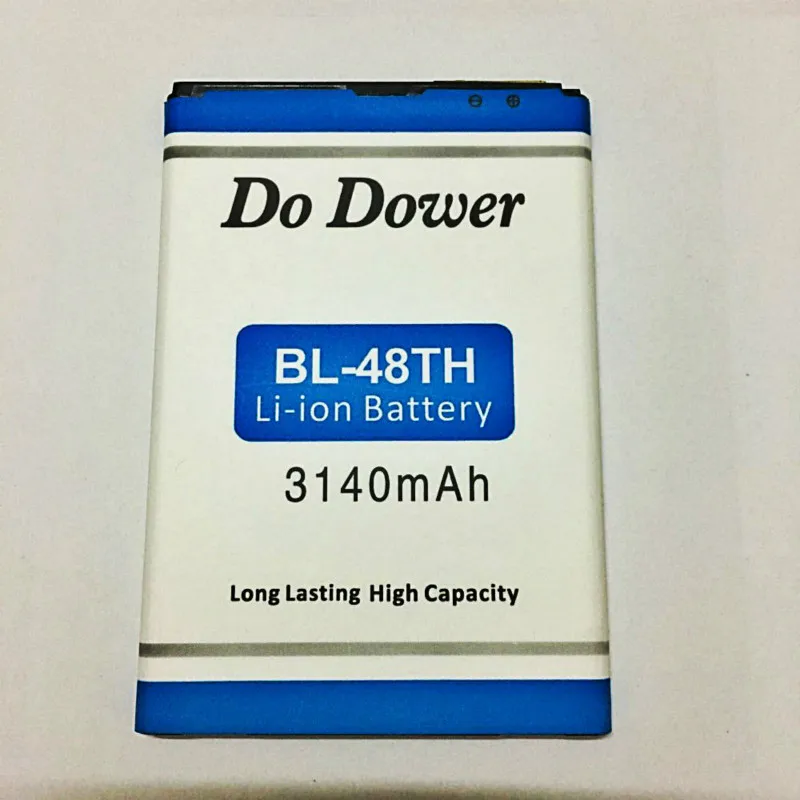 ⊖ ⊕
Do Dower
BL-48TH
Li-ion Battery
3140mAh
Long Lasting High Capacity